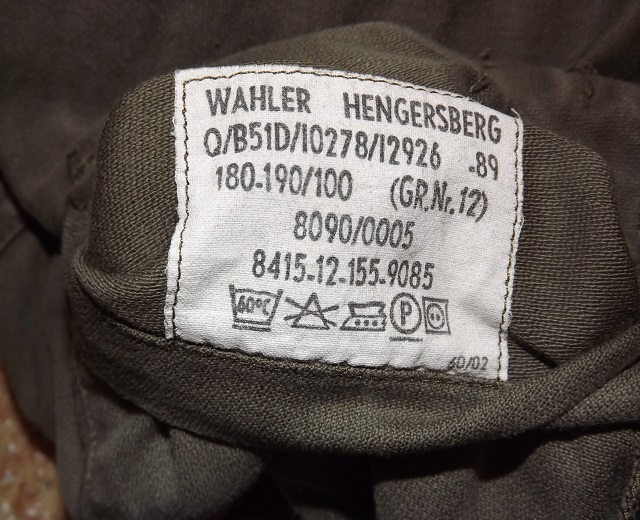 WAHLER HENGERSBERG
Q/B51D/10278/12926 -89
180-190/100 (GR.Nr.12)
8090/0005
8415-12-155-9085
60°C P
60/02